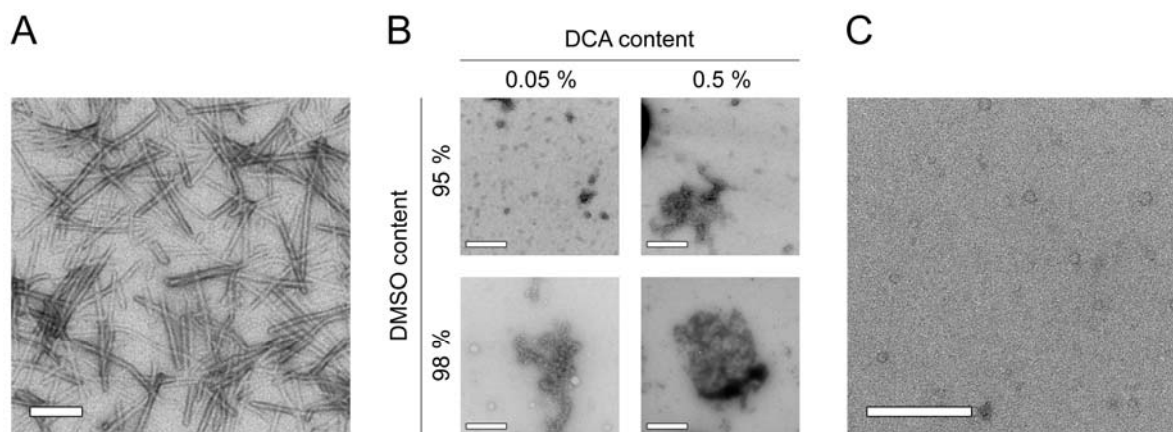 A
B
C
DCA content
0.05 %
0.5 %
DMSO content
95 %
98 %